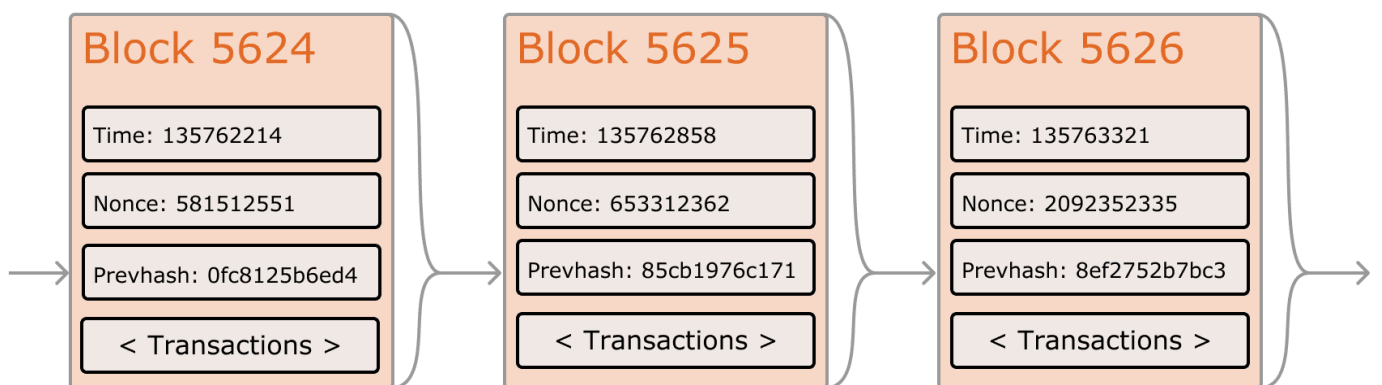 Block 5624
Time: 135762214
Nonce: 581512551
Prevhash: 0fc8125b6ed4
< Transactions >
Block 5625
Time: 135762858
Nonce: 653312362
Prevhash: 85cb1976c171
< Transactions >
Block 5626
Time: 135763321
Nonce: 2092352335
Prevhash: 8ef2752b7bc3
< Transactions >